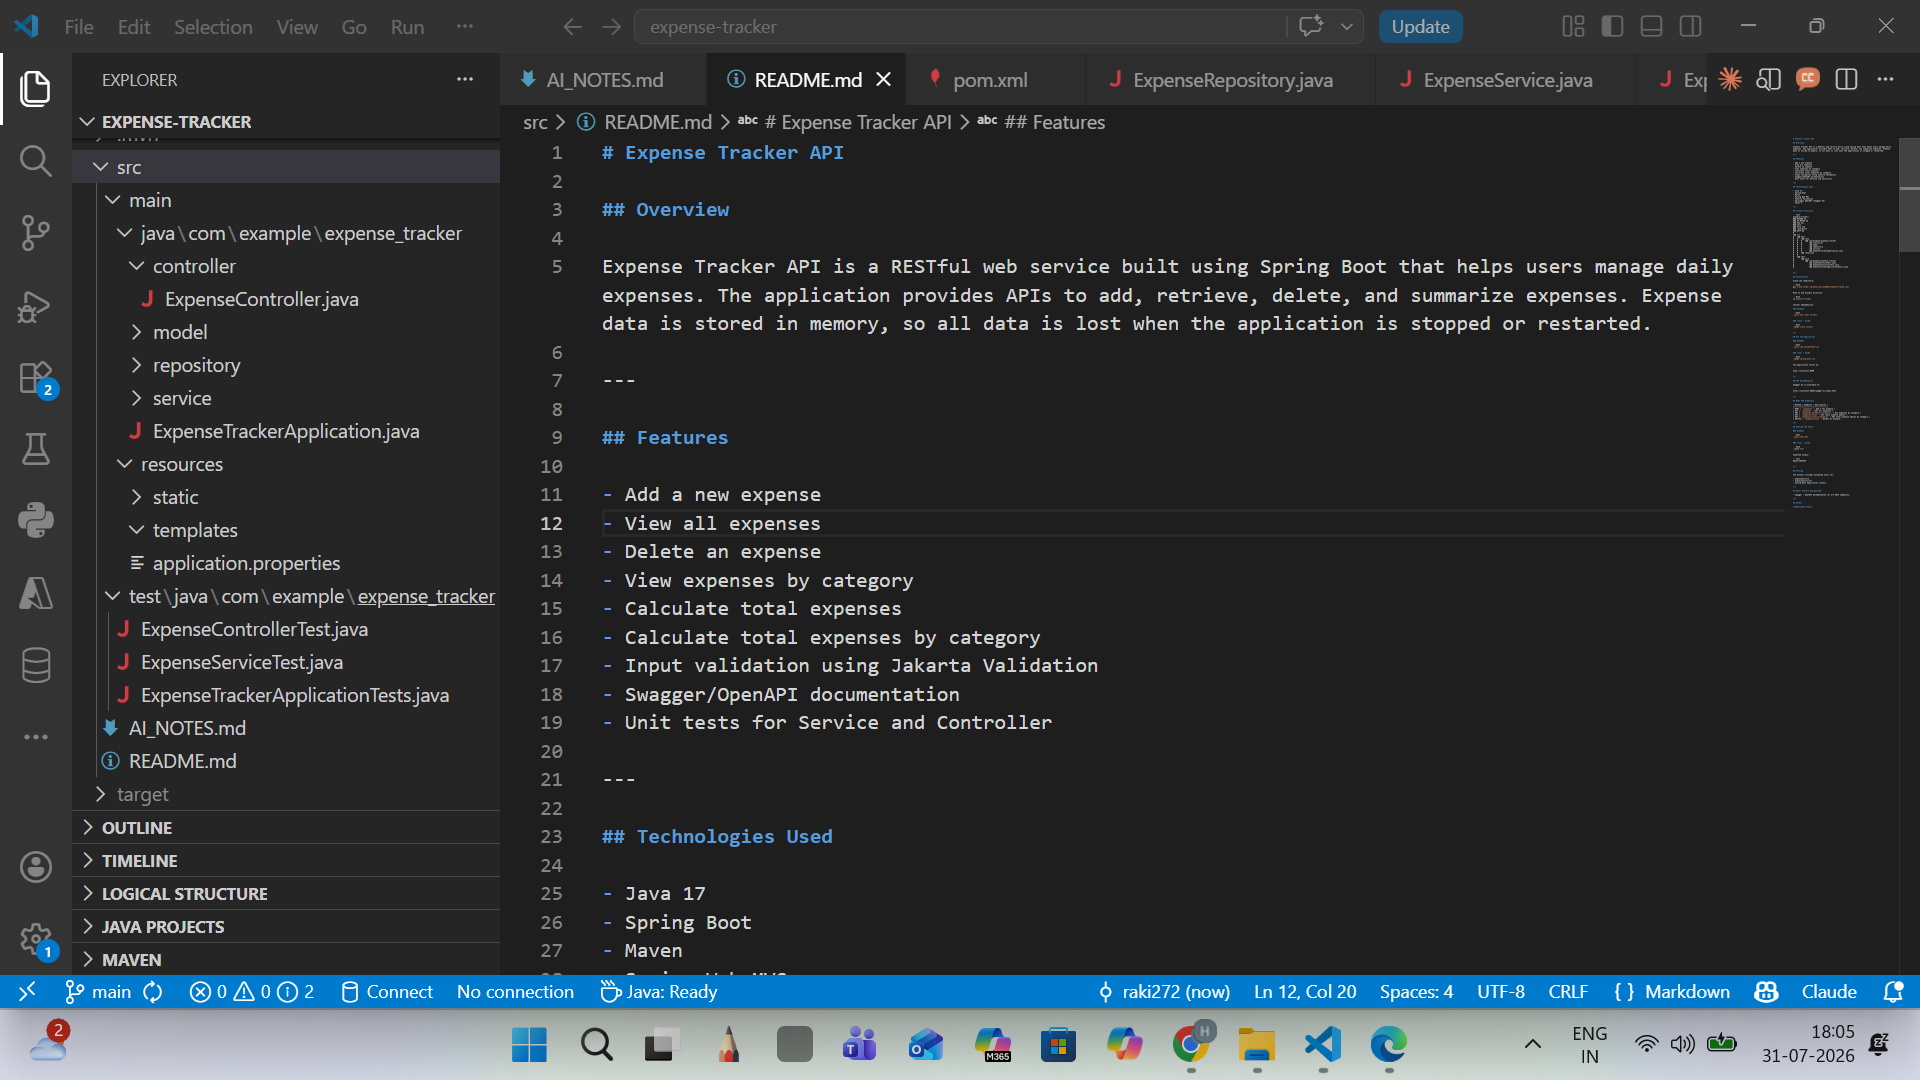 File Edit Selection View Go Run ···
expense-tracker
Update
EXPLORER
AI_NOTES.md
README.md
pom.xml
ExpenseRepository.java
ExpenseService.java
Exp
EXPENSE-TRACKER
src > README.md > # Expense Tracker API > ## Features
src
main
java\com\example\expense_tracker
controller
ExpenseController.java
model
repository
service
ExpenseTrackerApplication.java
resources
static
templates
application.properties
test\java\com\example\expense_tracker
ExpenseControllerTest.java
ExpenseServiceTest.java
ExpenseTrackerApplicationTests.java
AI_NOTES.md
README.md
target
OUTLINE
TIMELINE
LOGICAL STRUCTURE
JAVA PROJECTS
MAVEN
2
1
1 # Expense Tracker API
2
3 ## Overview
4
5 Expense Tracker API is a RESTful web service built using Spring Boot that helps users manage daily
expenses. The application provides APIs to add, retrieve, delete, and summarize expenses. Expense
data is stored in memory, so all data is lost when the application is stopped or restarted.
6
7 ---
8
9 ## Features
10
11 - Add a new expense
12 - View all expenses
13 - Delete an expense
14 - View expenses by category
15 - Calculate total expenses
16 - Calculate total expenses by category
17 - Input validation using Jakarta Validation
18 - Swagger/OpenAPI documentation
19 - Unit tests for Service and Controller
20
21 ---
22
23 ## Technologies Used
24
25 - Java 17
26 - Spring Boot
27 - Maven
main 0 0 2 Connect No connection Java: Ready raki272 (now) Ln 12, Col 20 Spaces: 4 UTF-8 CRLF { } Markdown Claude
2
M365
H
ENG
IN
18:05
31-07-2026